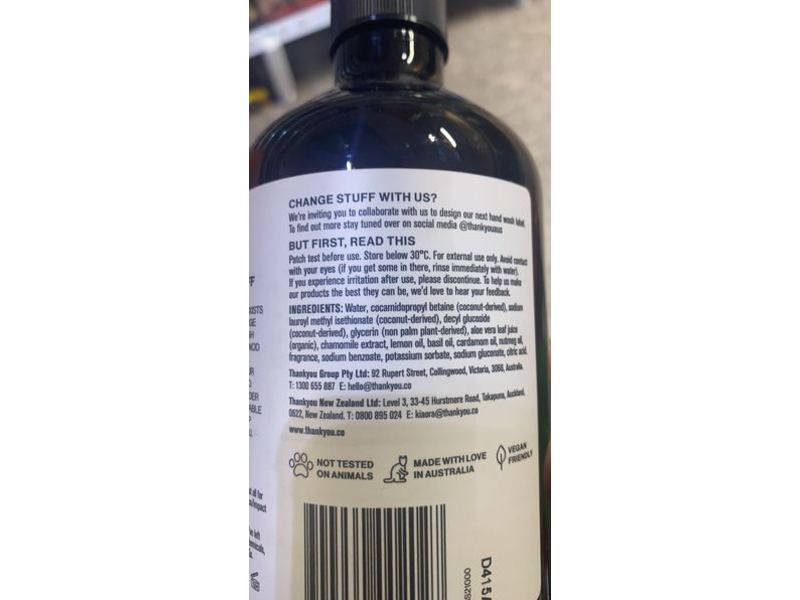 CHANGE STUFF WITH US?
We're inviting you to collaborate with us to design our next hand wash label.
To find out more stay tuned over on social media @thankyouaus
BUT FIRST, READ THIS
Patch test before use. Store below 30°C. For external use only. Avoid contact
with your eyes (if you get some in there, rinse immediately with water).
If you experience irritation after use, please discontinue. To help us make
our products the best they can be, we'd love to hear your feedback.
INGREDIENTS: Water, cocamidopropyl betaine (coconut-derived), sodium
lauroyl methyl isethionate (coconut-derived), decyl glucoside
(coconut-derived), glycerin (non palm plant-derived), aloe vera leaf juice
(organic), chamomile extract, lemon oil, basil oil, cardamom oil, nutmeg oil,
fragrance, sodium benzoate, potassium sorbate, sodium gluconate, citric acid.
Thankyou Group Pty Ltd: 92 Rupert Street, Collingwood, Victoria, 3066, Australia.
T: 1300 655 887 E: hello@thankyou.co
Thankyou New Zealand Ltd: Level 3, 33-45 Hurstmere Road, Takapuna, Auckland,
0622, New Zealand. T: 0800 895 024 E: kiaora@thankyou.co
www.thankyou.co
NOT TESTED
ON ANIMALS
MADE WITH LOVE
IN AUSTRALIA
VEGAN
FRIENDLY
D415